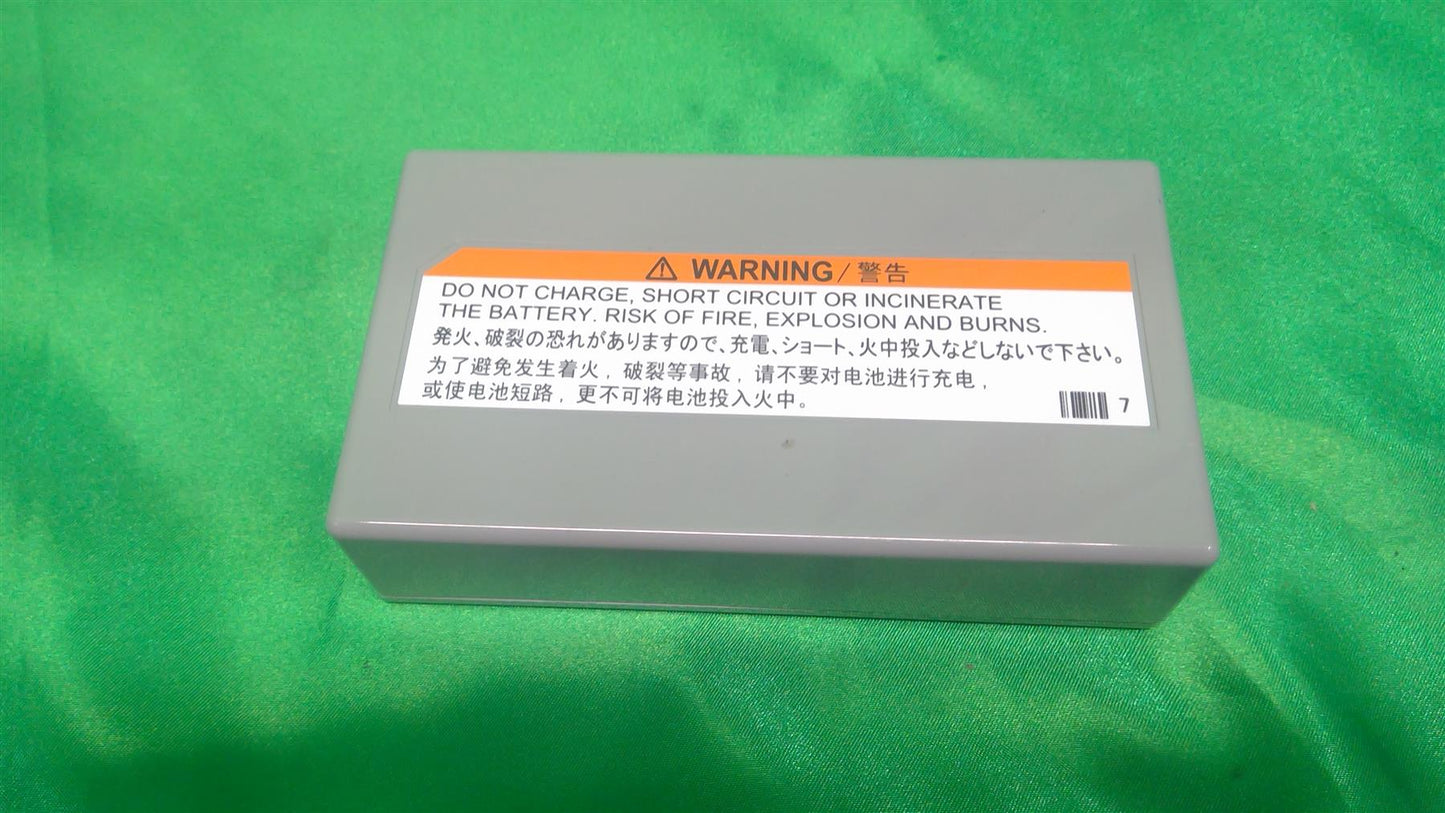 ⚠ WARNING/警告
DO NOT CHARGE, SHORT CIRCUIT OR INCINERATE
THE BATTERY. RISK OF FIRE, EXPLOSION AND BURNS.
発火、破裂の恐れがありますので、充電、ショート、火中投入などしないで下さい。
为了避免发生着火，破裂等事故，请不要对电池进行充电，
或使电池短路，更不可将电池投入火中。
7